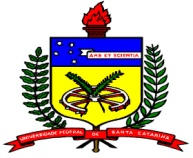 ARS ET SCIENTIA
UNIVERSIDADE FEDERAL DE SANTA CATARINA